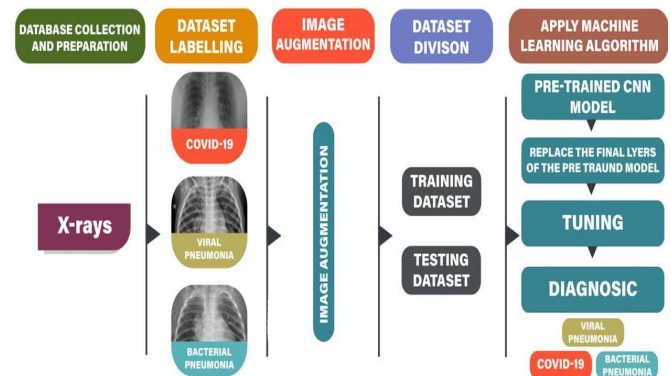 DATABASE COLLECTION
AND PREPARATION
DATASET
LABELLING
IMAGE
AUGMENTATION
DATASET
DIVISON
APPLY MACHINE
LEARNING ALGORITHM
X-rays
COVID-19
VIRAL
PNEUMONIA
BACTERIAL
PNEUMONIA
IMAGE AUGMENTATION
TRAINING
DATASET
TESTING
DATASET
PRE-TRAINED CNN
MODEL
REPLACE THE FINAL LYERS
OF THE PRE TRAUND MODEL
TUNING
DIAGNOSIC
VIRAL
PNEUMONIA
COVID-19
BACTERIAL
PNEUMONIA